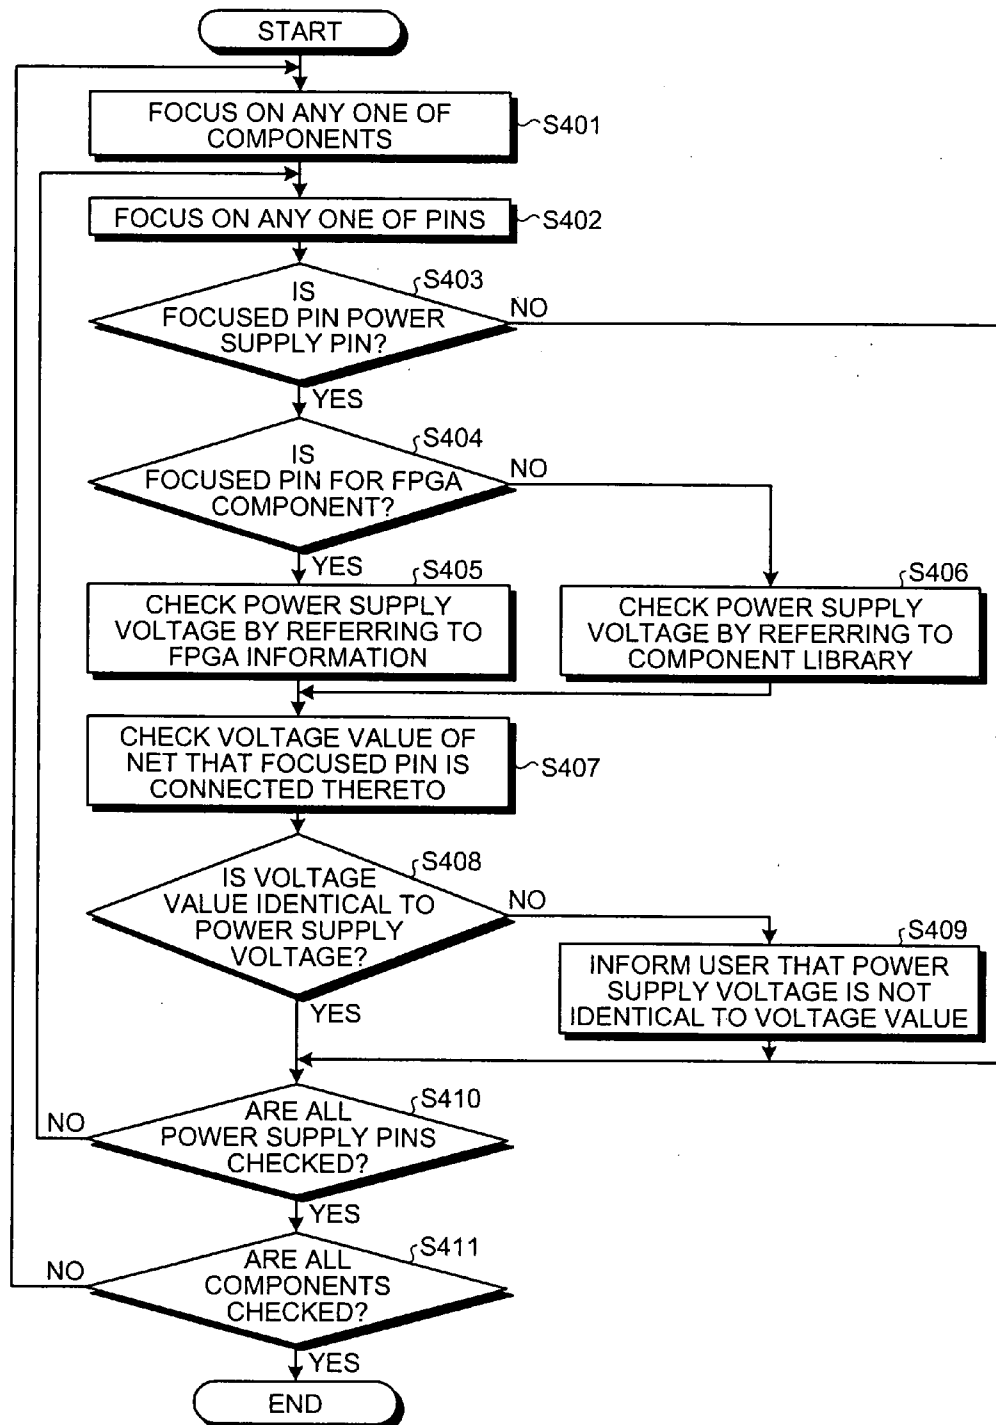 START
FOCUS ON ANY ONE OF
COMPONENTS
S401
FOCUS ON ANY ONE OF PINS
S402
S403
IS
FOCUSED PIN POWER
SUPPLY PIN?
NO
YES
S404
IS
FOCUSED PIN FOR FPGA
COMPONENT?
NO
YES
S405
CHECK POWER SUPPLY
VOLTAGE BY REFERRING TO
FPGA INFORMATION
S406
CHECK POWER SUPPLY
VOLTAGE BY REFERRING TO
COMPONENT LIBRARY
CHECK VOLTAGE VALUE OF
NET THAT FOCUSED PIN IS
CONNECTED THERETO
S407
S408
IS VOLTAGE
VALUE IDENTICAL TO
POWER SUPPLY
VOLTAGE?
NO
YES
S409
INFORM USER THAT POWER
SUPPLY VOLTAGE IS NOT
IDENTICAL TO VOLTAGE VALUE
S410
ARE ALL
POWER SUPPLY PINS
CHECKED?
NO
YES
S411
ARE ALL
COMPONENTS
CHECKED?
NO
YES
END